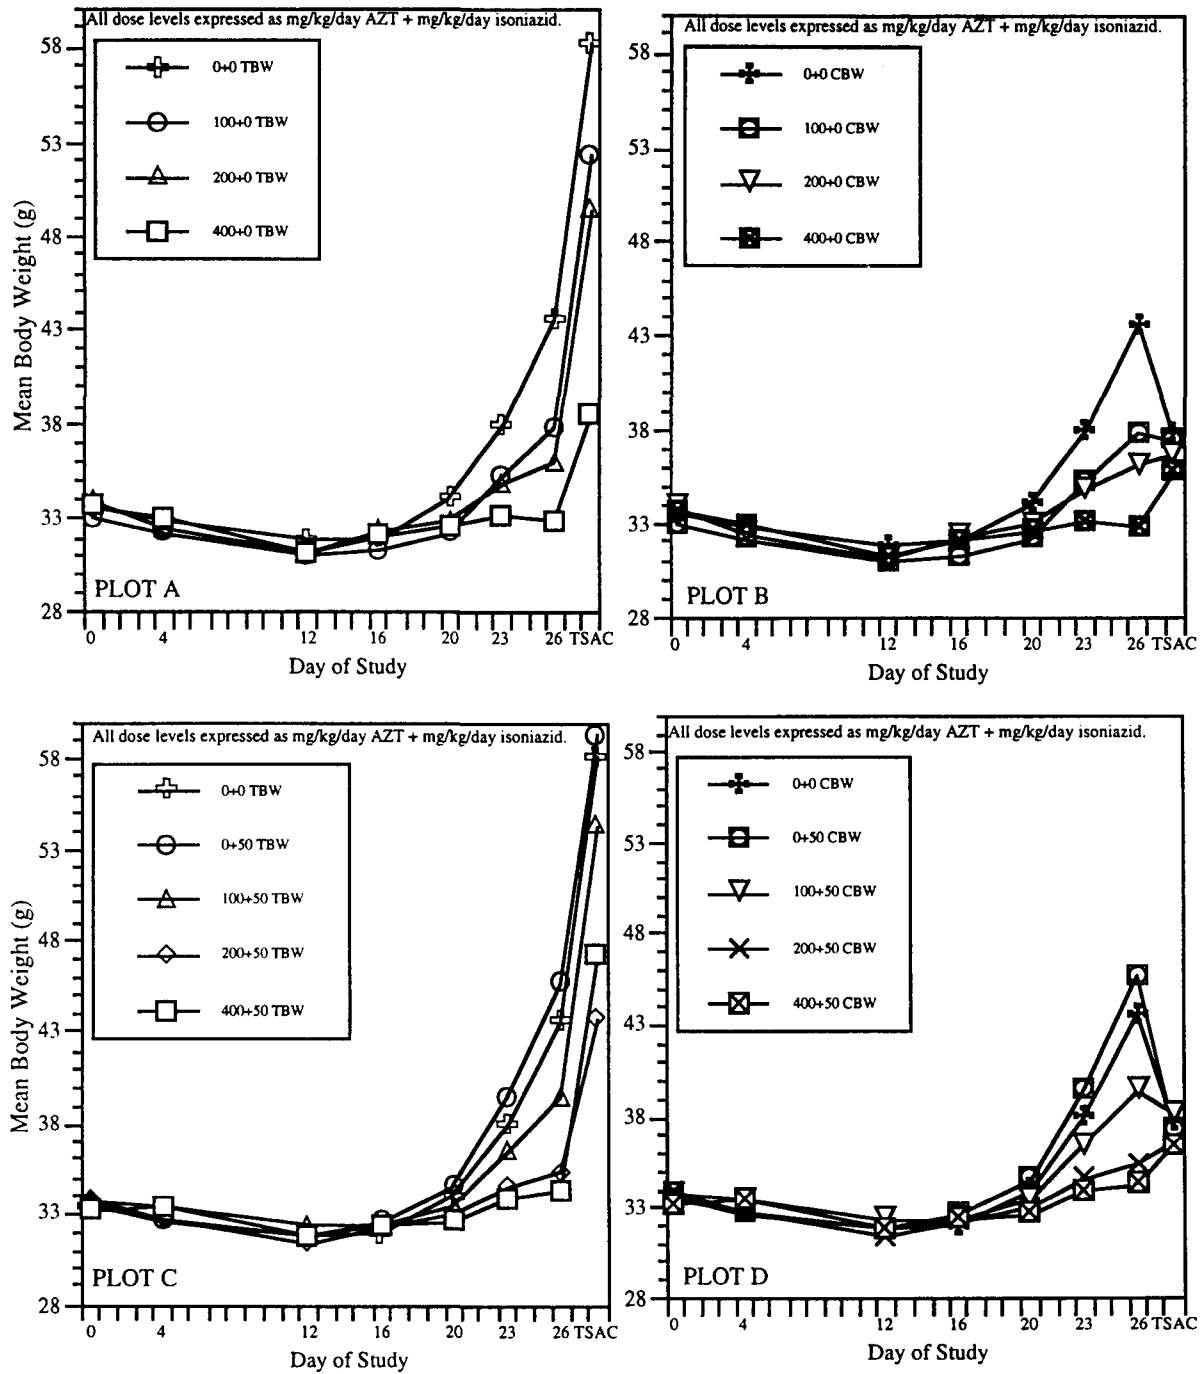 All dose levels expressed as mg/kg/day AZT + mg/kg/day isoniazid.
58
53
48
43
38
33
28
Mean Body Weight (g)
0+0 TBW
100+0 TBW
200+0 TBW
400+0 TBW
PLOT A
0 4 12 16 20 23 26 TSAC
Day of Study
All dose levels expressed as mg/kg/day AZT + mg/kg/day isoniazid.
58
53
48
43
38
33
28
0+0 CBW
100+0 CBW
200+0 CBW
400+0 CBW
PLOT B
0 4 12 16 20 23 26 TSAC
Day of Study
All dose levels expressed as mg/kg/day AZT + mg/kg/day isoniazid.
58
53
48
43
38
33
28
Mean Body Weight (g)
0+0 TBW
0+50 TBW
100+50 TBW
200+50 TBW
400+50 TBW
PLOT C
0 4 12 16 20 23 26 TSAC
Day of Study
All dose levels expressed as mg/kg/day AZT + mg/kg/day isoniazid.
58
53
48
43
38
33
28
0+0 CBW
0+50 CBW
100+50 CBW
200+50 CBW
400+50 CBW
PLOT D
0 4 12 16 20 23 26 TSAC
Day of Study